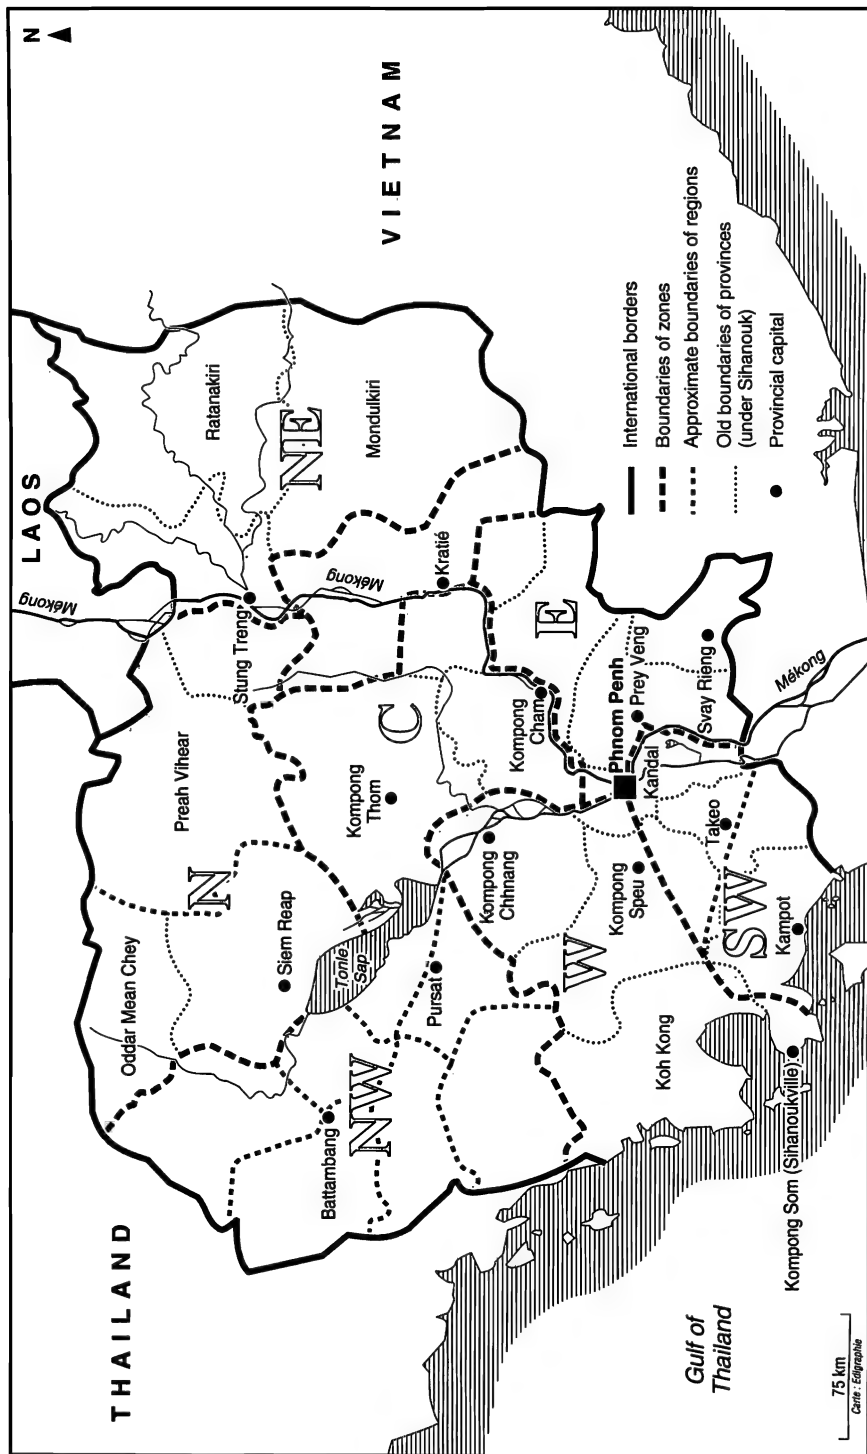 N
LAOS
THAILAND
VIETNAM
Mékong
Oddar Mean Chey
Preah Vihear
Ratanakiri
N
Stung Treng
NE
Siem Reap
Mondulkiri
Battambang
Tonle
Sap
Kompong
Thom
C
Mékong
Kratié
NW
Pursat
Kompong
Chhnang
Kompong
Cham
E
W
Koh Kong
Kompong
Speu
Phnom Penh
Kandal
Prey Veng
Takeo
Svay Rieng
SW
Kampot
Mékong
Kompong Som (Sihanoukville)
Gulf of
Thailand
International borders
Boundaries of zones
Approximate boundaries of regions
Old boundaries of provinces
(under Sihanouk)
Provincial capital
75 km
Carte : Edigraphie